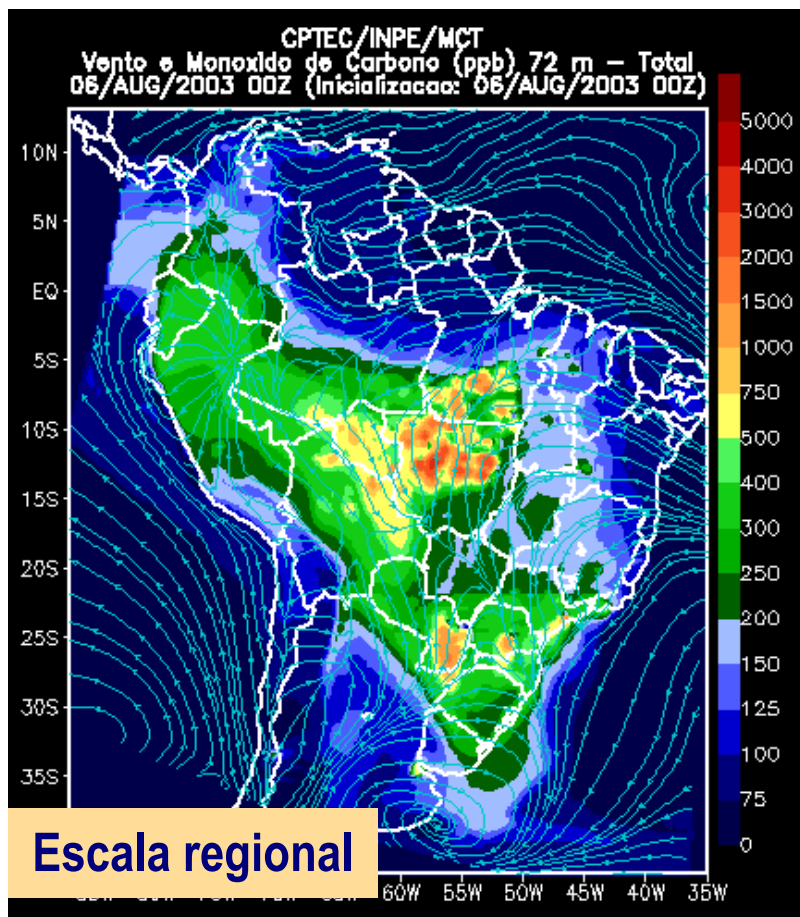 CPTEC/INPE/MCT
Vento e Monoxido de Carbono (ppb) 72 m – Total
06/AUG/2003 00Z (Inicializacao: 06/AUG/2003 00Z)
10N
5N
EQ
5S
10S
15S
20S
25S
30S
35S
5000
4000
3000
2000
1500
1000
750
500
400
300
250
200
150
125
100
75
0
Escala regional
60W 55W 50W 45W 40W 35W